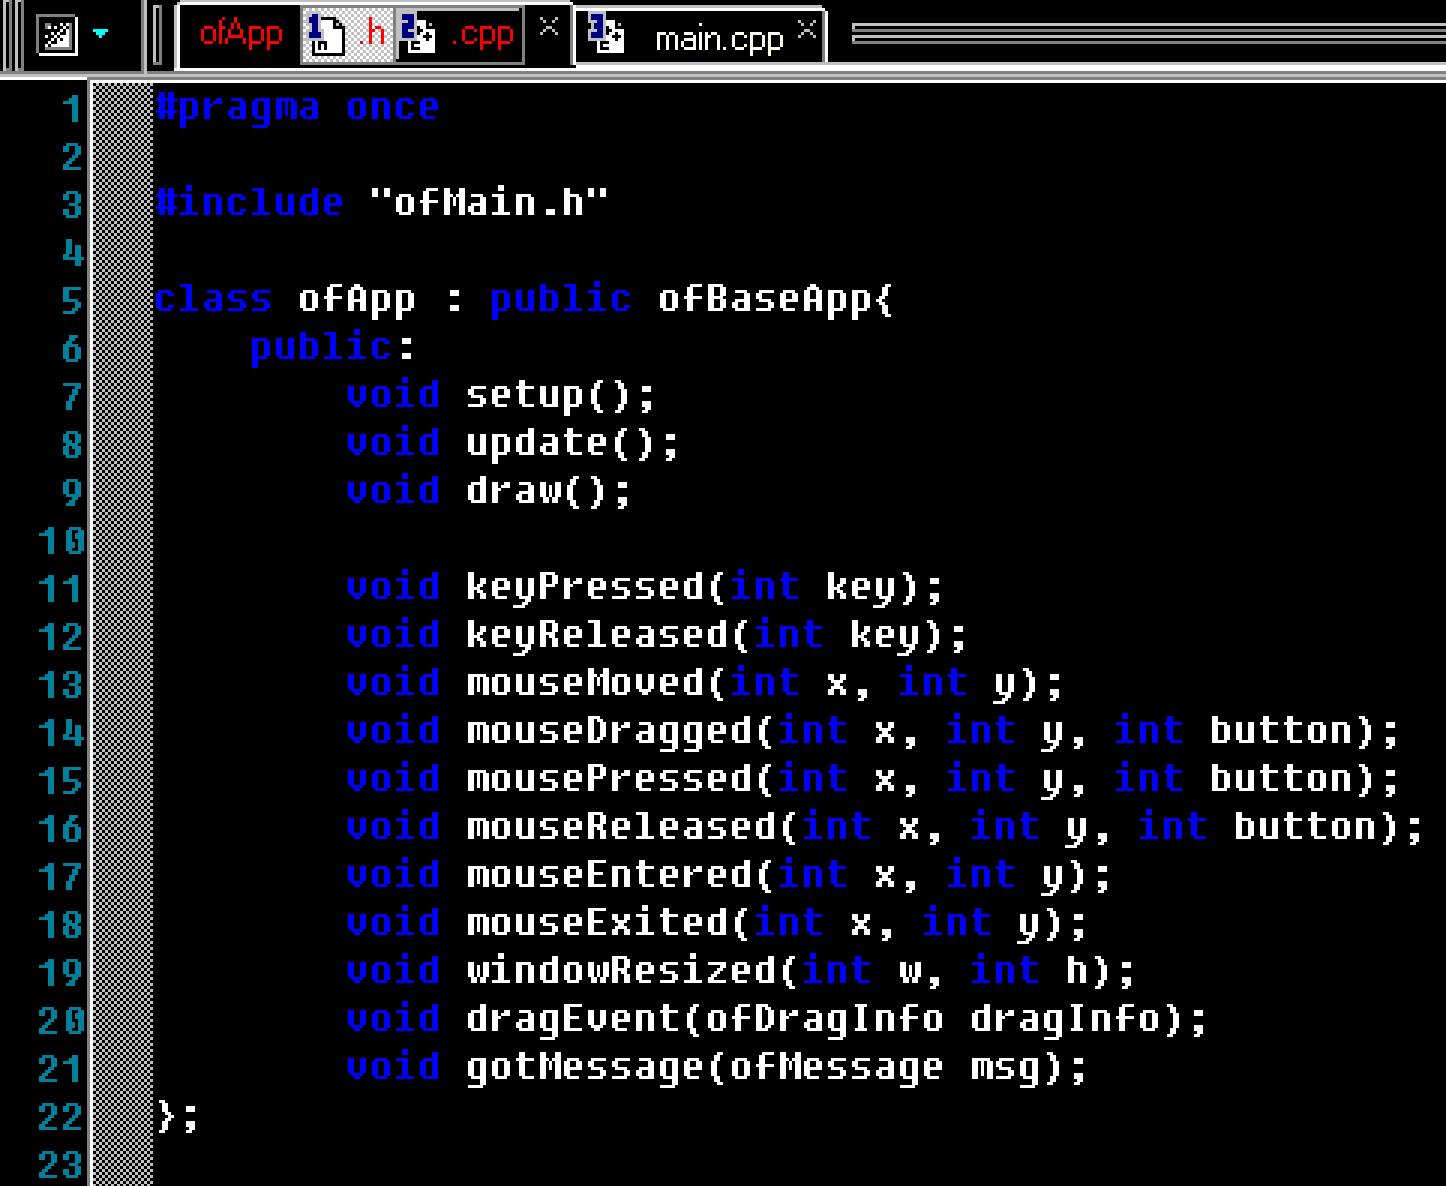 ofApp 1 .h 2 .cpp 3 main.cpp
1 #pragma once
2
3 #include "ofMain.h"
4
5 class ofApp : public ofBaseApp{
6 public:
7 void setup();
8 void update();
9 void draw();
10
11 void keyPressed(int key);
12 void keyReleased(int key);
13 void mouseMoved(int x, int y);
14 void mouseDragged(int x, int y, int button);
15 void mousePressed(int x, int y, int button);
16 void mouseReleased(int x, int y, int button);
17 void mouseEntered(int x, int y);
18 void mouseExited(int x, int y);
19 void windowResized(int w, int h);
20 void dragEvent(ofDragInfo dragInfo);
21 void gotMessage(ofMessage msg);
22 };
23